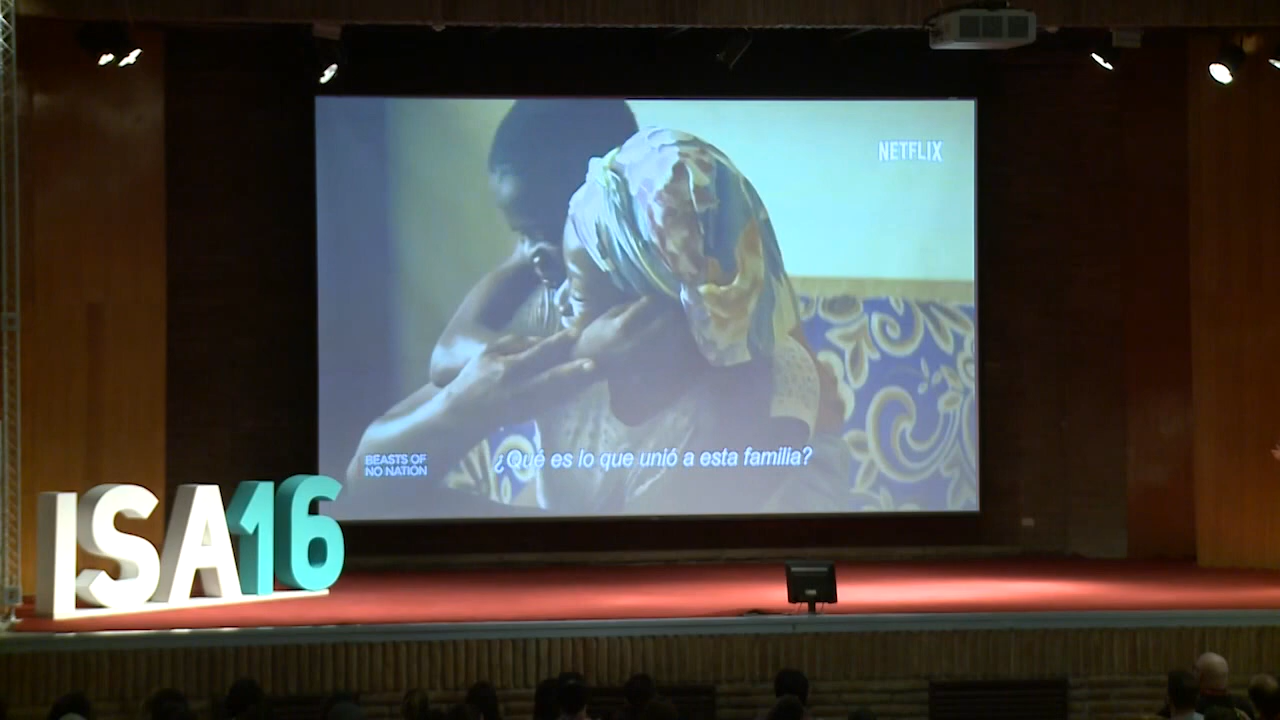 NETFLIX
BEASTS OF
NO NATION
¿Qué es lo que unió a esta familia?
ISA16